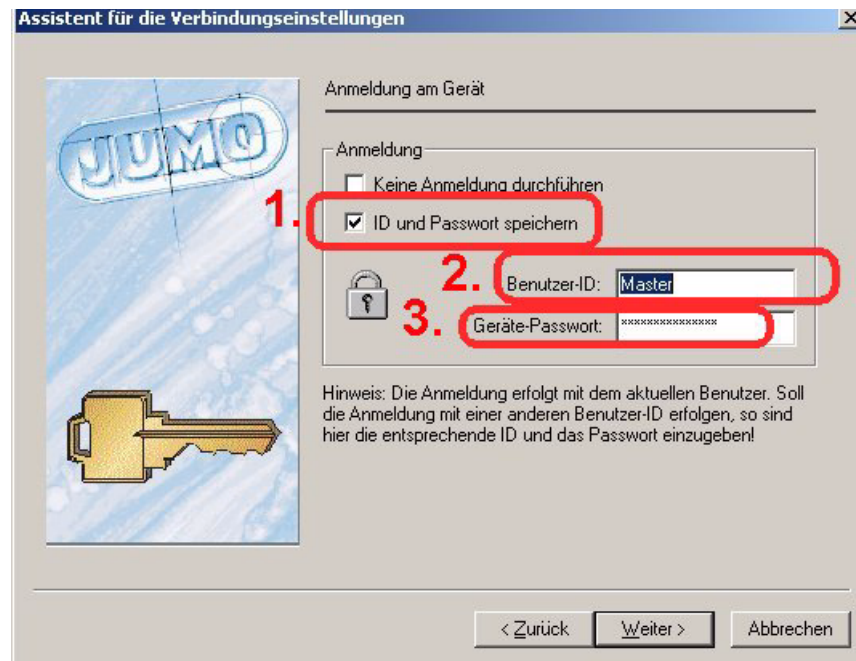 Assistent für die Verbindungseinstellungen
JUMO
Anmeldung am Gerät
Anmeldung
Keine Anmeldung durchführen
1. ID und Passwort speichern
2. Benutzer-ID: Master
3. Geräte-Passwort: ***************
Hinweis: Die Anmeldung erfolgt mit dem aktuellen Benutzer. Soll
die Anmeldung mit einer anderen Benutzer-ID erfolgen, so sind
hier die entsprechende ID und das Passwort einzugeben!
< Zurück Weiter > Abbrechen